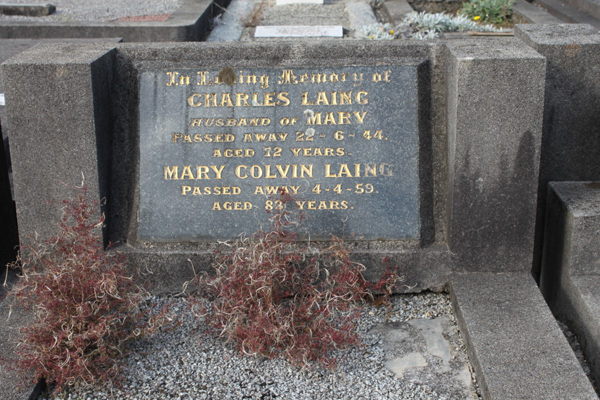 In Loving Memory of
CHARLES LAING
HUSBAND OF MARY
PASSED AWAY 22-6-44.
AGED 72 YEARS.
MARY COLVIN LAING
PASSED AWAY 4-4-59.
AGED 83 YEARS.